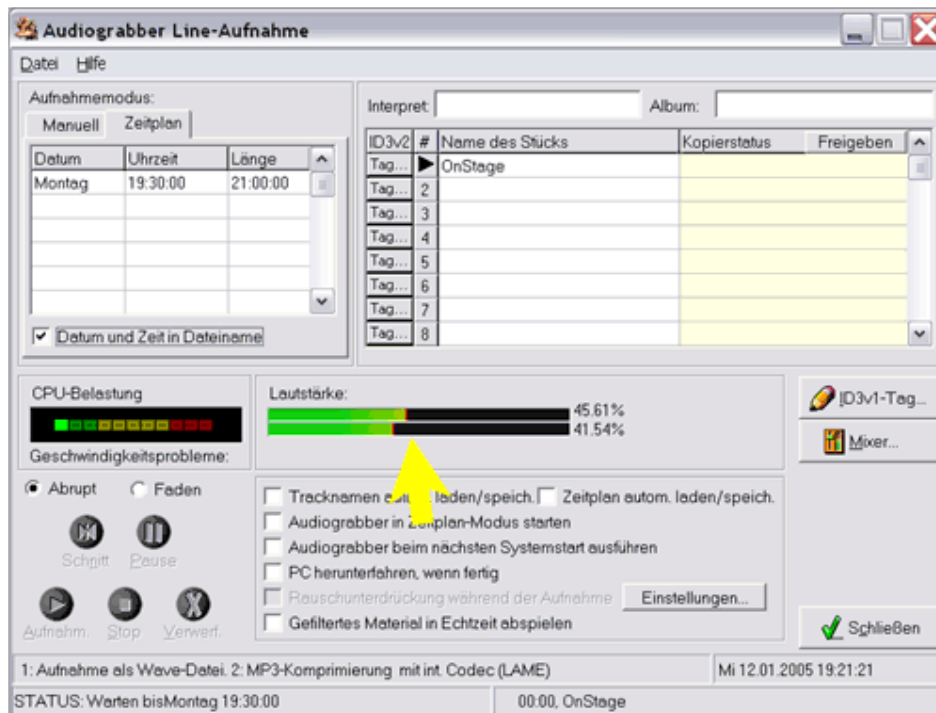 Audiograbber Line-Aufnahme
Datei Hilfe
Aufnahmemodus:
Manuell Zeitplan
Datum Uhrzeit Länge
Montag 19:30:00 21:00:00
Datum und Zeit in Dateiname
Interpret: Album:
ID3v2 # Name des Stücks Kopierstatus Freigeben
Tag... OnStage
Tag... 2
Tag... 3
Tag... 4
Tag... 5
Tag... 6
Tag... 7
Tag... 8
CPU-Belastung
Geschwindigkeitsprobleme:
Lautstärke:
45.61%
41.54%
ID3v1-Tag...
Mixer...
Abrupt Faden
Schnitt Pause
Aufnahm. Stop Verwerf.
Tracknamen laden/speich. Zeitplan autom. laden/speich.
Audiograbber in Zeitplan-Modus starten
Audiograbber beim nächsten Systemstart ausführen
PC herunterfahren, wenn fertig
Rauschunterdrückung während der Aufnahme Einstellungen...
Gefiltertes Material in Echtzeit abspielen
Schließen
1: Aufnahme als Wave-Datei. 2: MP3-Komprimierung mit int. Codec (LAME) Mi 12.01.2005 19:21:21
STATUS: Warten bisMontag 19:30:00 00:00, OnStage